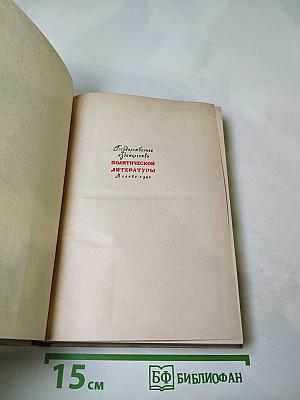 Государственное
издательство
ПОЛИТИЧЕСКОЙ
ЛИТЕРАТУРЫ
15 см
БФ БИБЛИОФАН